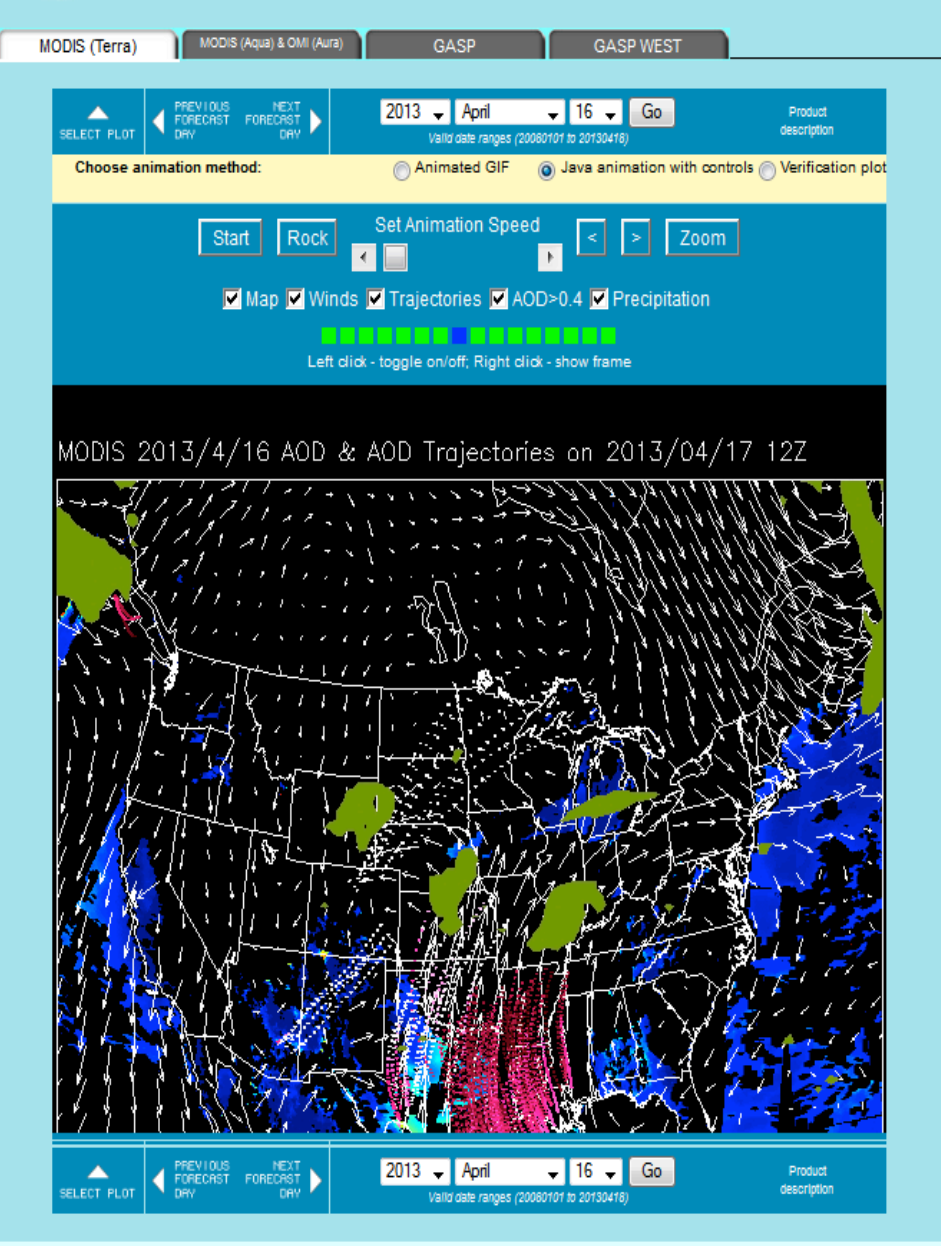 MODIS (Terra) MODIS (Aqua) & OMI (Aura) GASP GASP WEST
SELECT PLOT
PREVIOUS FORECAST DAY
NEXT FORECAST DAY
2013 April 16 Go
Valid date ranges (20080101 to 20130418)
Product description
Choose animation method: Animated GIF Java animation with controls Verification plot
Start Rock Set Animation Speed < > Zoom
Map Winds Trajectories AOD>0.4 Precipitation
Left click - toggle on/off; Right click - show frame
MODIS 2013/4/16 AOD & AOD Trajectories on 2013/04/17 12Z
SELECT PLOT
PREVIOUS FORECAST DAY
NEXT FORECAST DAY
2013 April 16 Go
Valid date ranges (20080101 to 20130418)
Product description